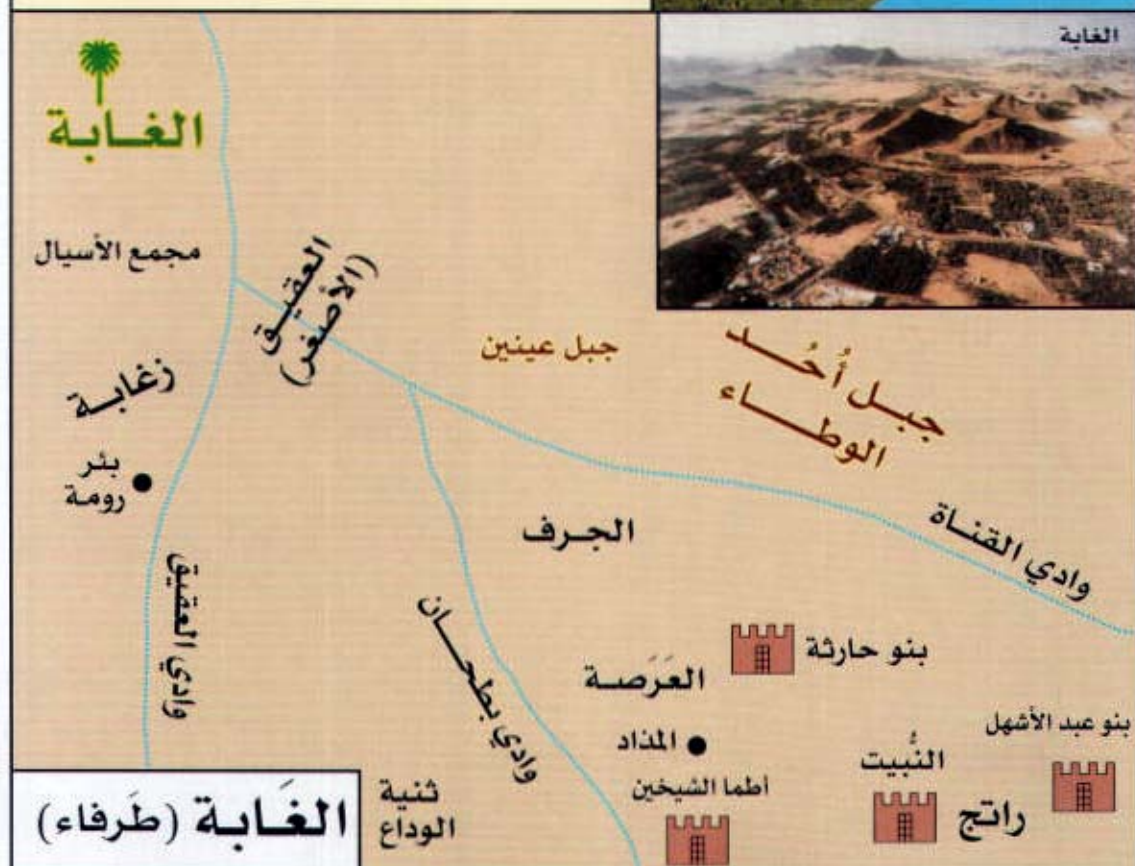 الغابة
الغابة
مجمع الأسيال
العقيق
(الأصغر)
جبل عينين
جبل أُحُد
الوطاء
زغابة
بئر
رومة
وادي القناة
الجرف
وادي العقيق
وادي بطحان
بنو حارثة
العَرَصة
بنو عبد الأشهل
المذاد
النُّبيت
أطما الشيخين
راتج
ثنية
الوداع
الغَابة (طَرفاء)